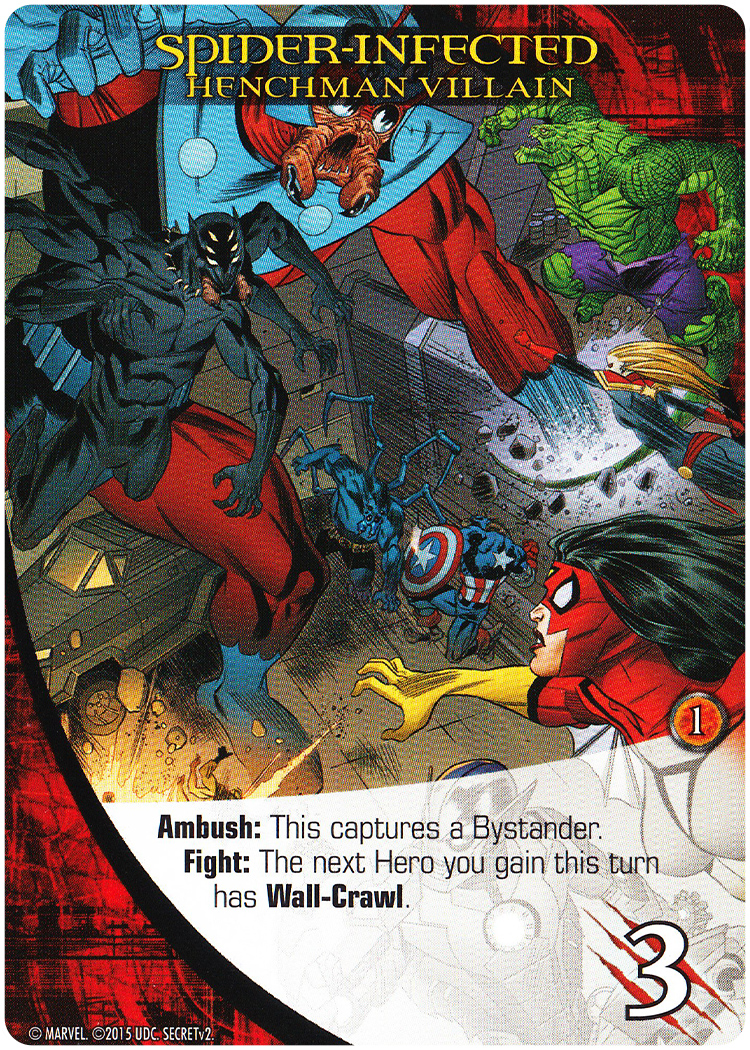 SPIDER-INFECTED
HENCHMAN VILLAIN
1
Ambush: This captures a Bystander.
Fight: The next Hero you gain this turn
has Wall-Crawl.
3
© MARVEL. ©2015 UDC. SECRETv2.